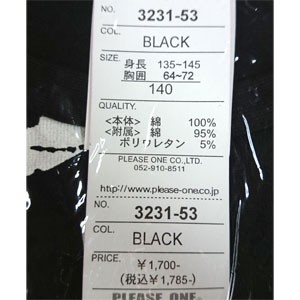 NO. 3231-53
COL. BLACK
SIZE. 身長 135~145
胸囲 64~72
140
QUALITY.
<本体> 綿 100%
<附属> 綿 95%
ポリウレタン 5%
PLEASE ONE CO.,LTD.
052-910-8511
http://www.please-oneco.jp
NO. 3231-53
COL. BLACK
PRICE. ¥1,700-
(税込¥1,785-)
PLEASE ONE